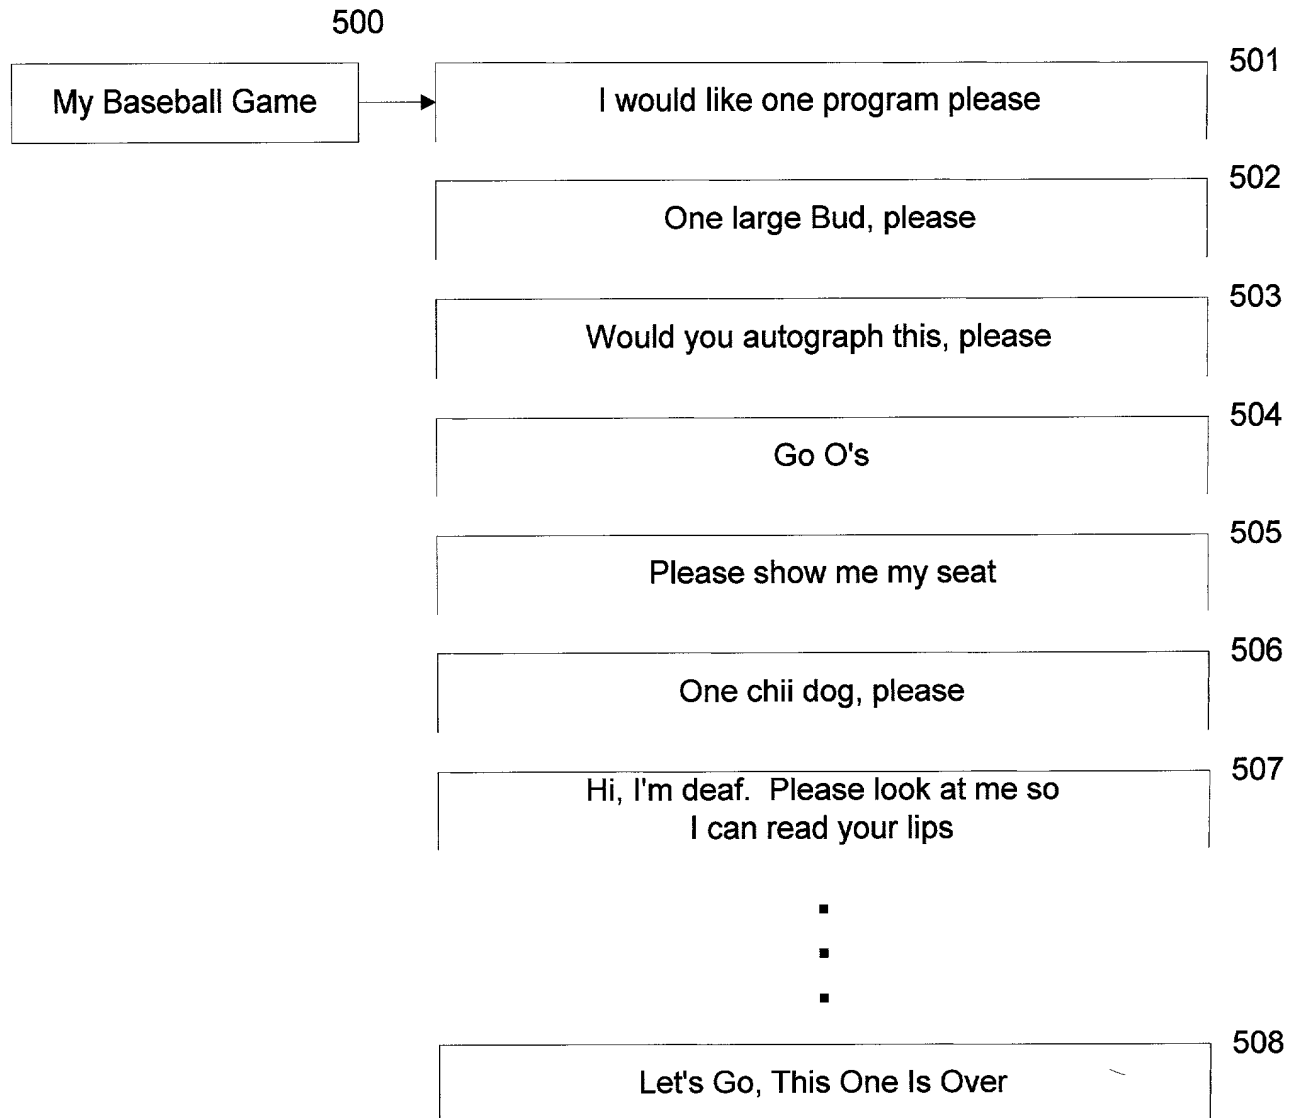 500
My Baseball Game
I would like one program please
501
One large Bud, please
502
Would you autograph this, please
503
Go O's
504
Please show me my seat
505
One chii dog, please
506
Hi, I'm deaf. Please look at me so
I can read your lips
507
Let's Go, This One Is Over
508